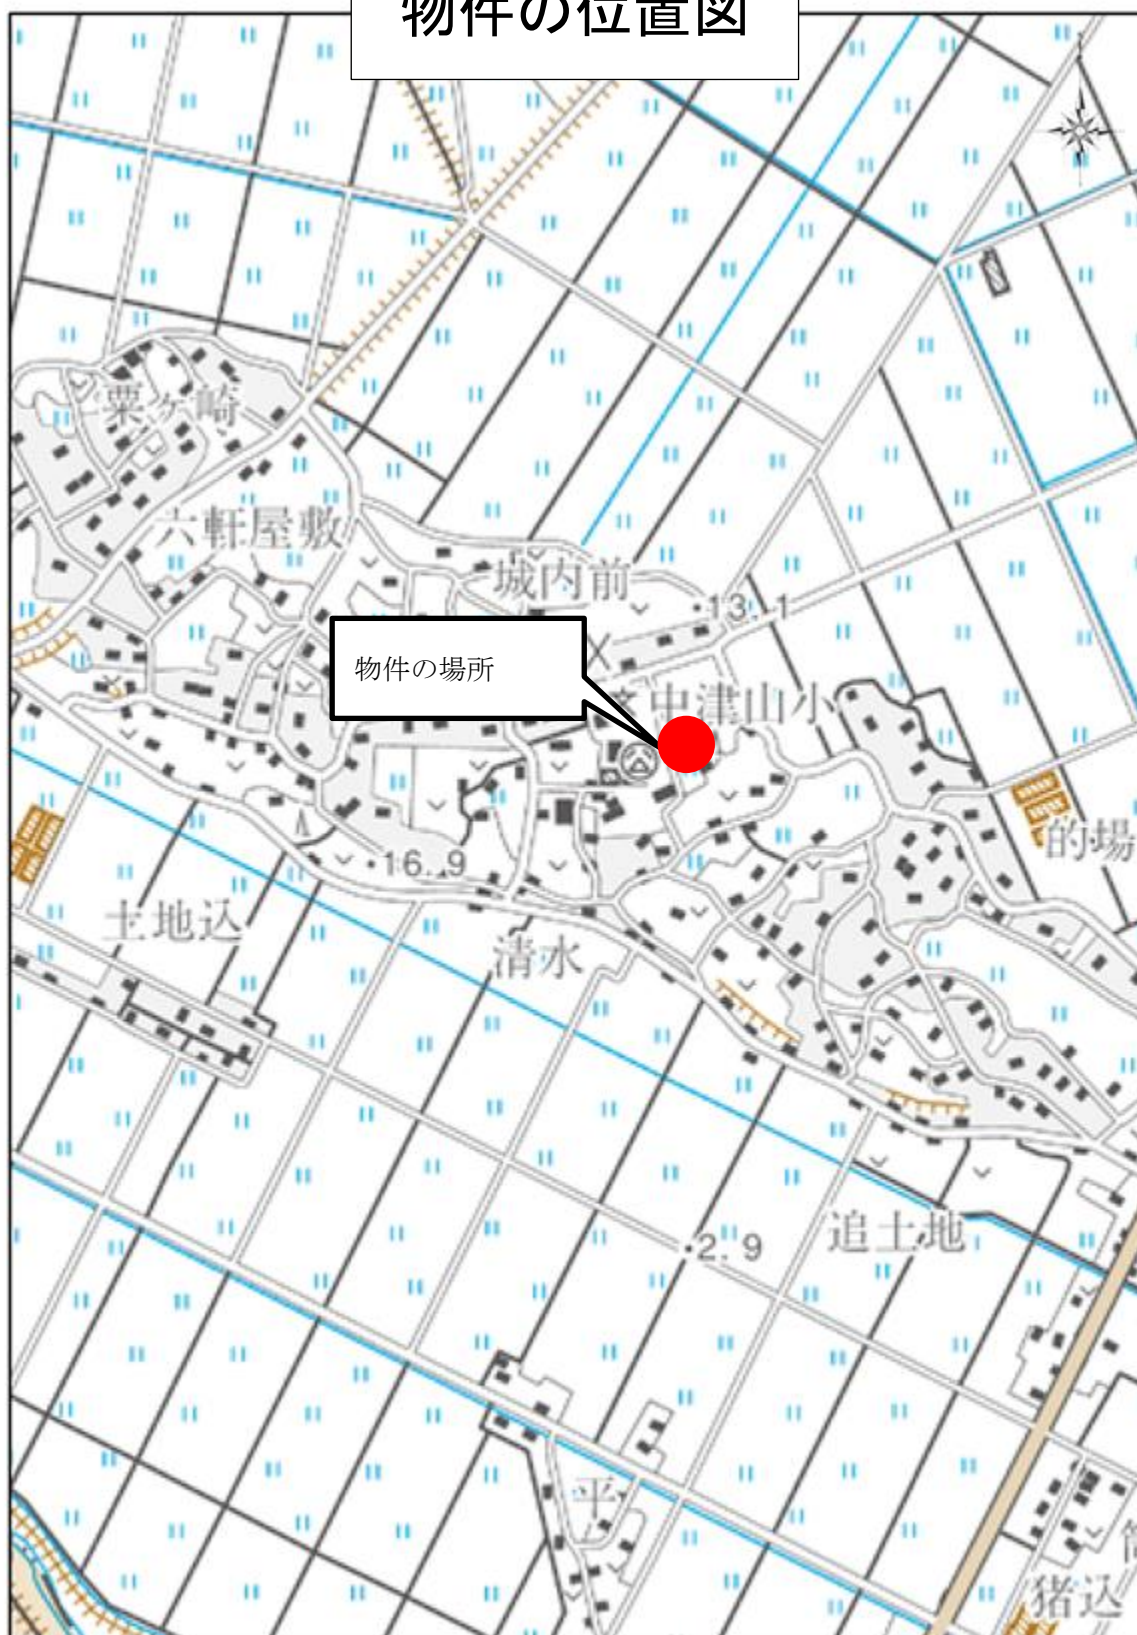 物件の位置図
粟ヶ崎
六軒屋敷
城内前
13.1
物件の場所
中津山小
的場
16.9
土地込
清水
2.9
追土地
平
猪込